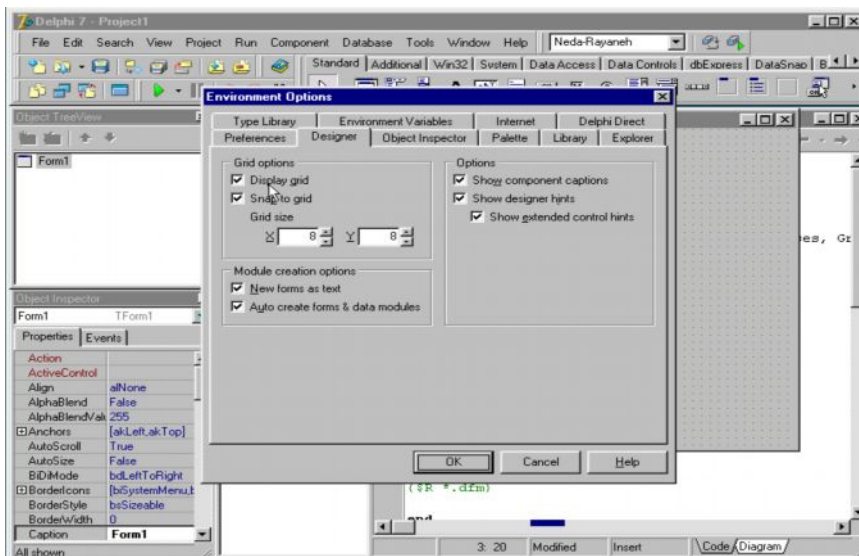 Delphi 7 - Project1
File Edit Search View Project Run Component Database Tools Window Help
Neda-Rayaneh
Standard Additional Win32 System Data Access Data Controls dbExpress DataSnap B
Object TreeView
Form1
Environment Options
Type Library Environment Variables Internet Delphi Direct
Preferences Designer Object Inspector Palette Library Explorer
Grid options
Display grid
Snap to grid
Grid size
X 8 Y 8
Module creation options
New forms as text
Auto create forms & data modules
Options
Show component captions
Show designer hints
Show extended control hints
OK Cancel Help
Object Inspector
Form1 TForm1
Properties Events
Action
ActiveControl
Align alNone
AlphaBlend False
AlphaBlendVal 255
Anchors [akLeft,akTop]
AutoScroll True
AutoSize False
BiDiMode bdLeftToRight
BorderIcons [biSystemMenu,
BorderStyle bsSizeable
BorderWidth 0
Caption Form1
All shown
es, Gr
{$R *.dfm}
end
3: 20 Modified Insert Code Diagram